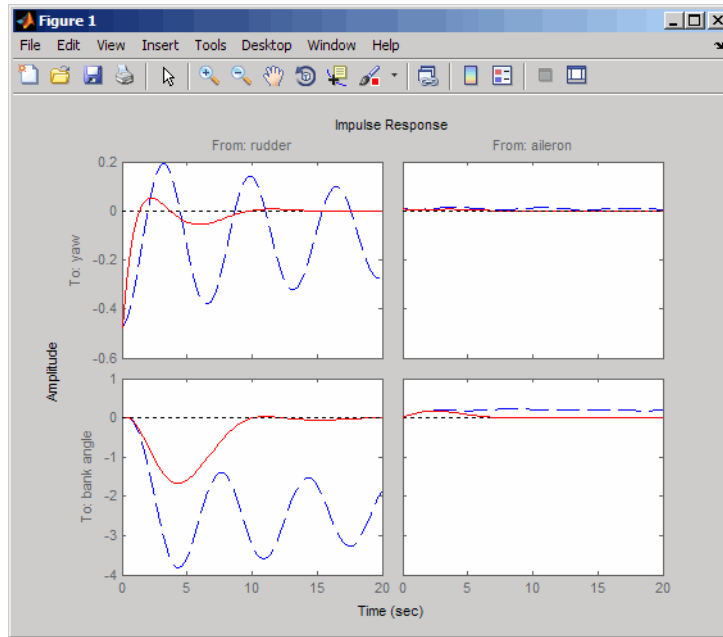 Figure 1
File Edit View Insert Tools Desktop Window Help
Impulse Response
From: rudder
From: aileron
Amplitude
To: yaw
0.2
0
-0.2
-0.4
-0.6
To: bank angle
1
0
-1
-2
-3
-4
0 5 10 15 20
0 5 10 15 20
Time (sec)